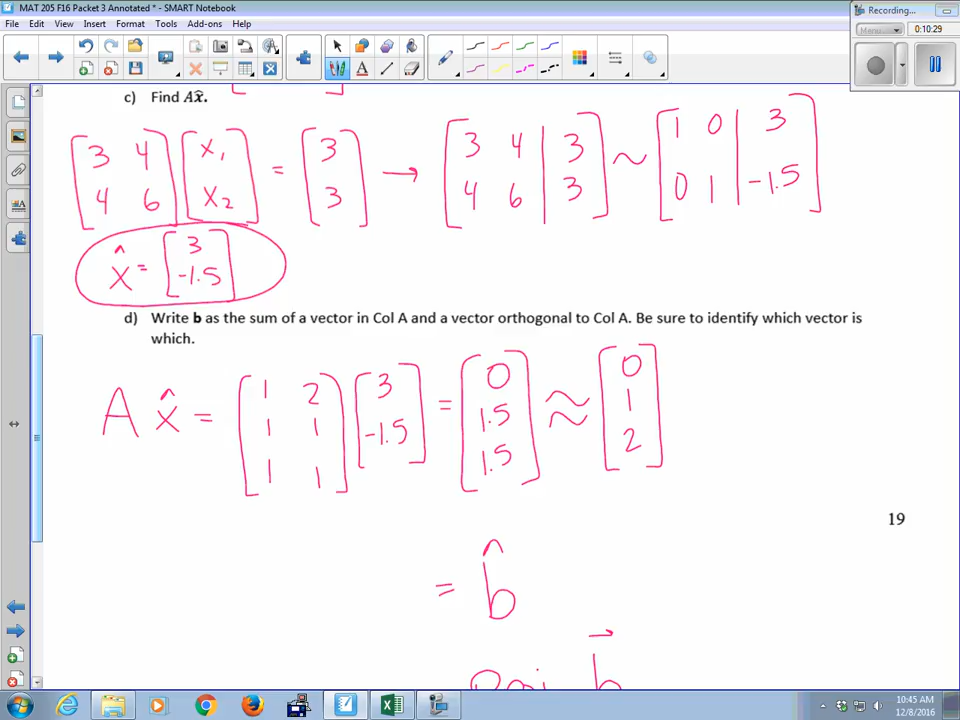 MAT 205 F16 Packet 3 Annotated * - SMART Notebook
File Edit View Insert Format Tools Add-ons Help
Recording...
Menu
0:10:29
c) Find Ax̂.
[3 4; 4 6] [x₁; x₂] = [3; 3] → [3 4 | 3; 4 6 | 3] ~ [1 0 | 3; 0 1 | -1.5]
x̂ = [3; -1.5]
d) Write b as the sum of a vector in Col A and a vector orthogonal to Col A. Be sure to identify which vector is
which.
A x̂ = [1 2; 1 1; 1 1] [3; -1.5] = [0; 1.5; 1.5] ≈ [0; 1; 2]
19
= b̂
10:45 AM
12/8/2016